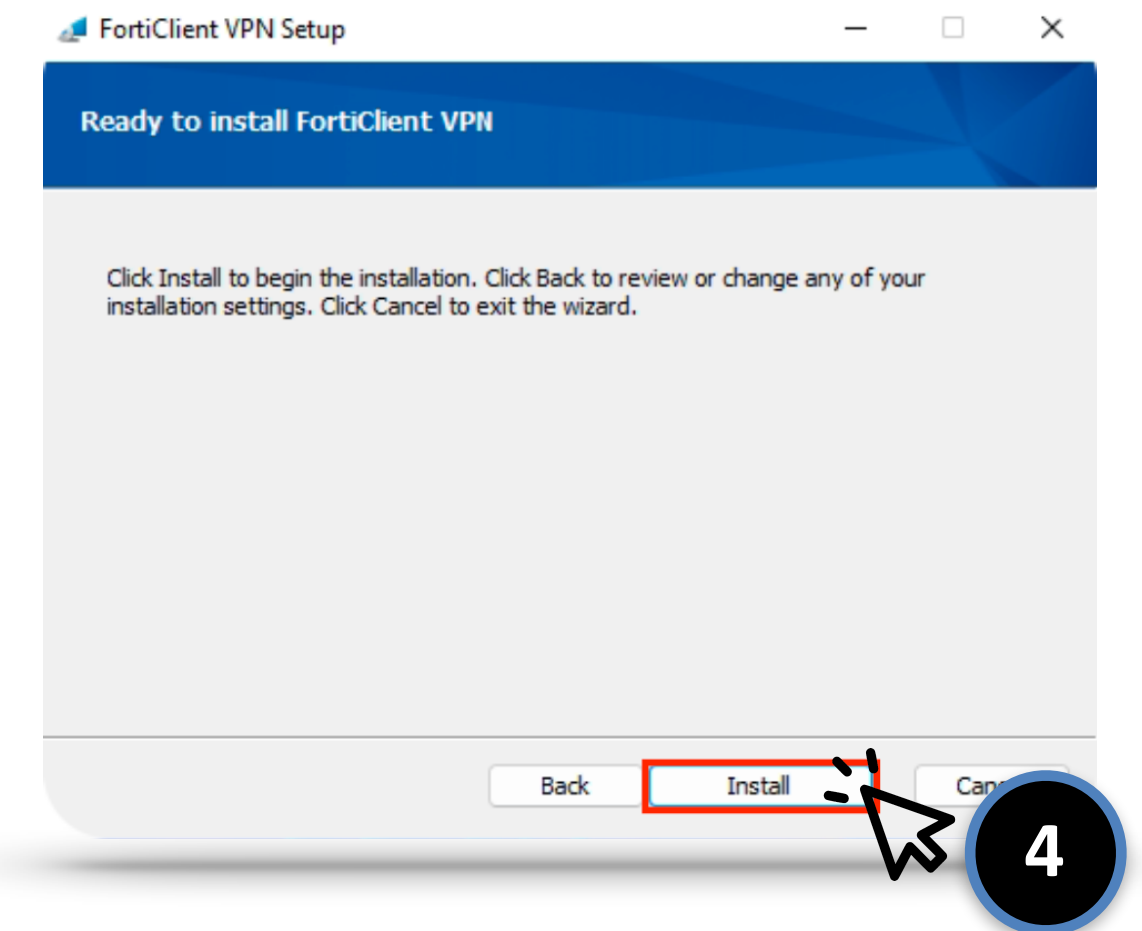 FortiClient VPN Setup
Ready to install FortiClient VPN
Click Install to begin the installation. Click Back to review or change any of your
installation settings. Click Cancel to exit the wizard.
Back Install
4